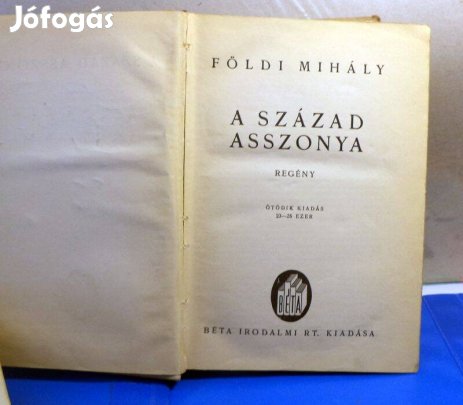 Jófogás
FÖLDI MIHÁLY
A SZÁZAD
ASSZONYA
REGÉNY
ÖTÖDIK KIADÁS
23—28 EZER
BÉTA
BÉTA IRODALMI RT. KIADÁSA